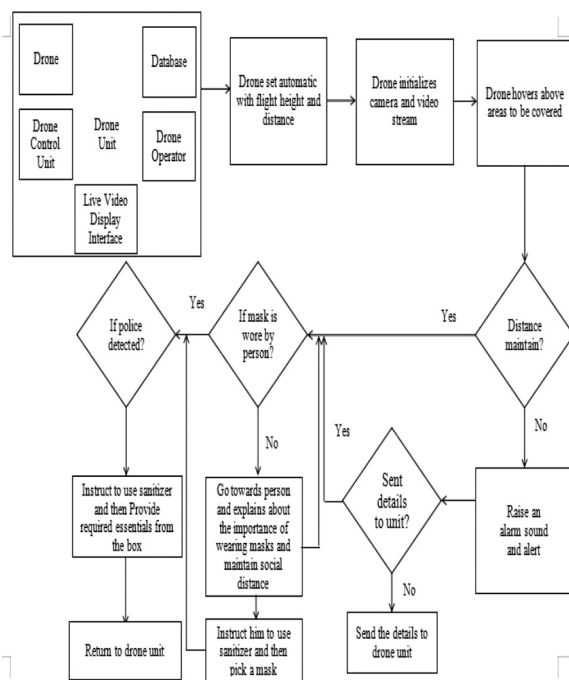 Drone
Database
Drone
Control
Unit
Drone
Unit
Drone
Operator
Live Video
Display
Interface
Drone set automatic
with flight height and
distance
Drone initializes
camera and video
stream
Drone hovers above
areas to be covered
Distance
maintain?
Yes
No
If mask is
wore by
person?
Yes
No
If police
detected?
Raise an
alarm sound
and alert
Sent
details
to unit?
Yes
No
Send the details to
drone unit
Go towards person
and explains about
the importance of
wearing masks and
maintain social
distance
Instruct him to use
sanitizer and then
pick a mask
Instruct to use sanitizer
and then Provide
required essentials from
the box
Return to drone unit